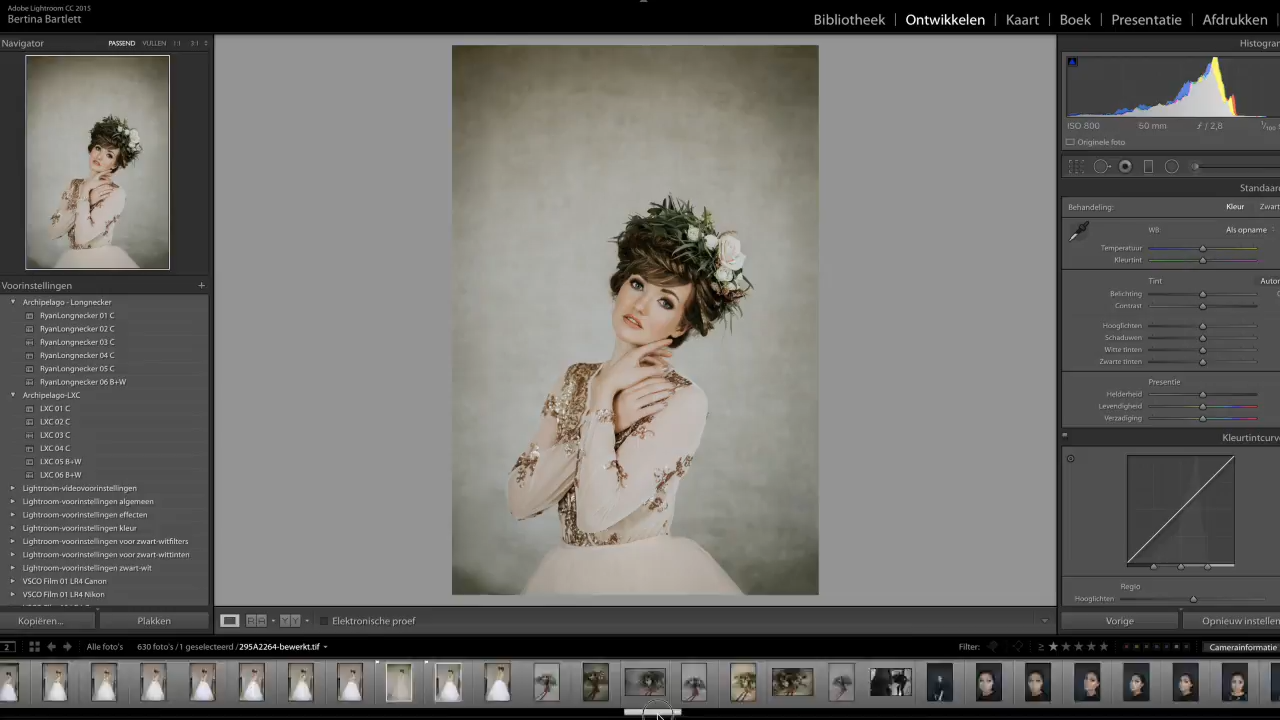 Adobe Lightroom CC 2015
Bertina Bartlett
Bibliotheek | Ontwikkelen | Kaart | Boek | Presentatie | Afdrukken
Navigator PASSEND VULLEN 1:1 3:1
Histogram
ISO 800 50 mm ƒ / 2,8
Originele foto
Standaar
Behandeling: Kleur Zwart
WB: Als opname
Temperatuur
Kleurtint
Tint Autor
Belichting
Contrast
Hooglichten
Schaduwen
Witte tinten
Zwarte tinten
Presentie
Helderheid
Levendigheid
Verzadiging
Kleurtintcurv
Regio
Hooglichten
Voorinstellingen +
Archipelago - Longnecker
RyanLongnecker 01 C
RyanLongnecker 02 C
RyanLongnecker 03 C
RyanLongnecker 04 C
RyanLongnecker 05 C
RyanLongnecker 06 B+W
Archipelago-LXC
LXC 01 C
LXC 02 C
LXC 03 C
LXC 04 C
LXC 05 B+W
LXC 06 B+W
Lightroom-videovoorinstellingen
Lightroom-voorinstellingen algemeen
Lightroom-voorinstellingen effecten
Lightroom-voorinstellingen kleur
Lightroom-voorinstellingen voor zwart-witfilters
Lightroom-voorinstellingen voor zwart-wittinten
Lightroom-voorinstellingen zwart-wit
VSCO Film 01 LR4 Canon
VSCO Film 01 LR4 Nikon
Kopiëren... Plakken
Elektronische proef
Vorige Opnieuw instellen
2 Alle foto's 630 foto's /1 geselecteerd /295A2264-bewerkt.tif
Filter: ≥ ★★★★★ Camerainformatie